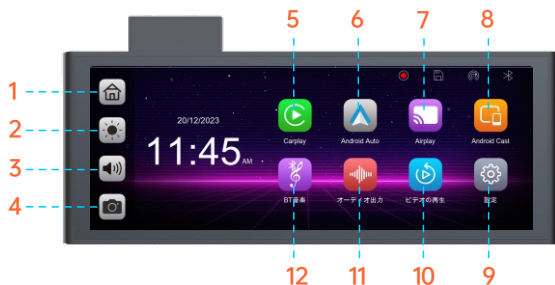 5 6 7 8
1
2
3
4
20/12/2023
11:45 AM
Carplay
Android Auto
Airplay
Android Cast
BT音楽
オーディオ出力
ビデオの再生
設定
12 11 10 9